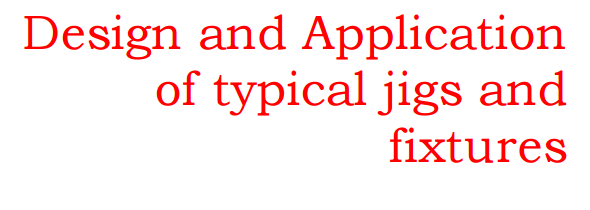 Design and Application
of typical jigs and
fixtures